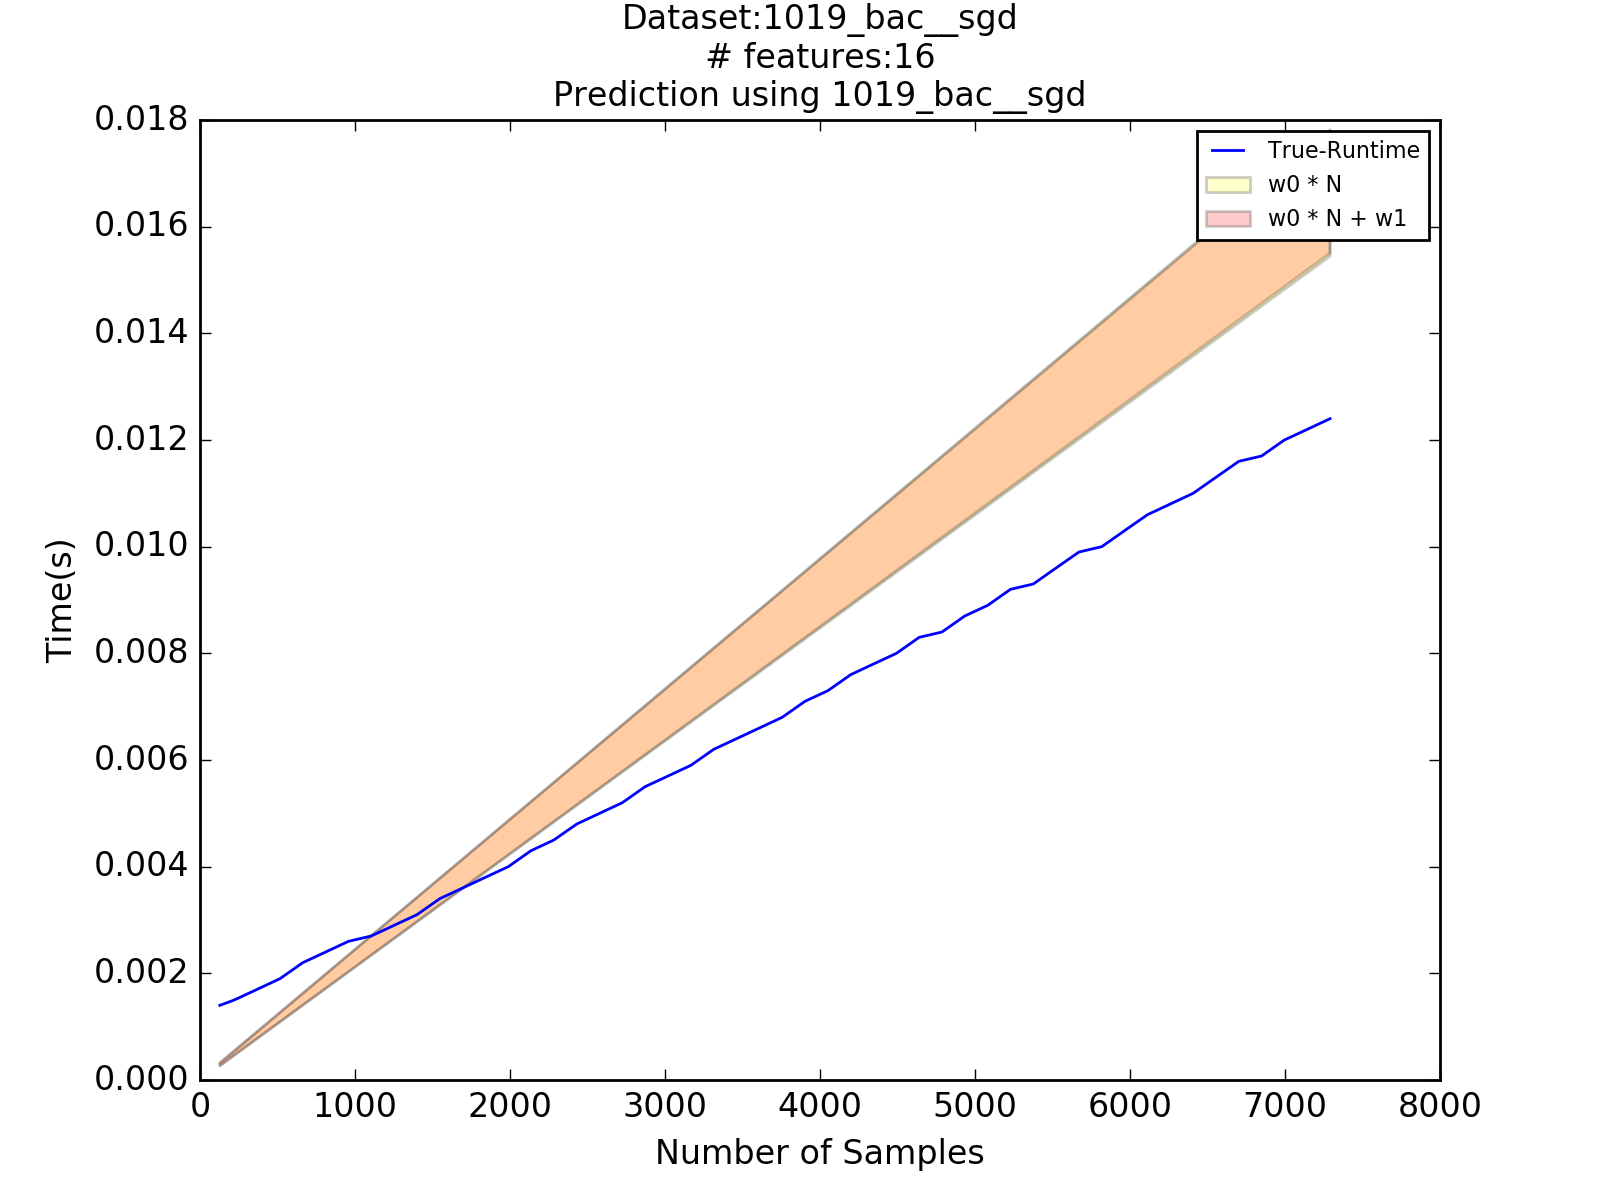 Dataset:1019_bac__sgd
# features:16
Prediction using 1019_bac__sgd
0.018
0.016
0.014
0.012
0.010
0.008
0.006
0.004
0.002
0.000
Time(s)
True-Runtime
w0 * N
w0 * N + w1
0 1000 2000 3000 4000 5000 6000 7000 8000
Number of Samples